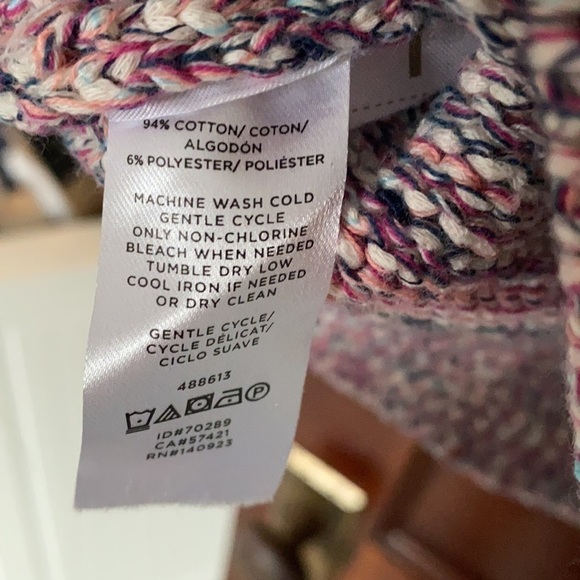 94% COTTON/ COTON/
ALGODÓN
6% POLYESTER/ POLIÉSTER
MACHINE WASH COLD
GENTLE CYCLE
ONLY NON-CHLORINE
BLEACH WHEN NEEDED
TUMBLE DRY LOW
COOL IRON IF NEEDED
OR DRY CLEAN
GENTLE CYCLE/
CYCLE DÉLICAT/
CICLO SUAVE
488613
P
ID#70289
CA#57421
RN#140923